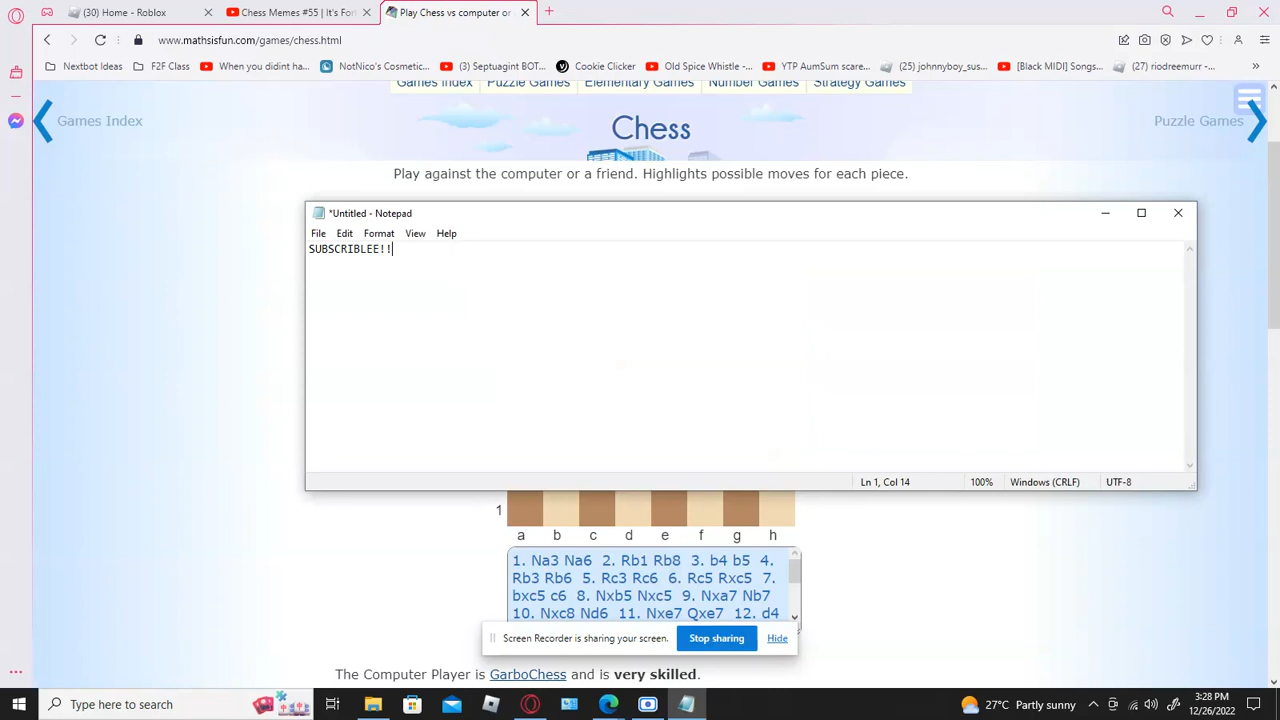 (30) Home - Roblox
Chess Memes #55 | It's For
Play Chess vs computer or
www.mathsisfun.com/games/chess.html
Nextbot Ideas
F2F Class
When you didint ha...
NotNico's Cosmetic...
(3) Septuagint BOT...
Cookie Clicker
Old Spice Whistle -...
YTP AumSum scare...
(25) johnnyboy_sus...
[Black MIDI] Songs...
(27) riodreemurr -...
Games Index
Puzzle Games
Elementary Games
Number Games
Strategy Games
Games Index
Chess
Puzzle Games
Play against the computer or a friend. Highlights possible moves for each piece.
*Untitled - Notepad
File Edit Format View Help
SUBSCRIBLEE!!
Ln 1, Col 14 100% Windows (CRLF) UTF-8
1
a b c d e f g h
1. Na3 Na6 2. Rb1 Rb8 3. b4 b5 4.
Rb3 Rb6 5. Rc3 Rc6 6. Rc5 Rxc5 7.
bxc5 c6 8. Nxb5 Nxc5 9. Nxa7 Nb7
10. Nxc8 Nd6 11. Nxe7 Qxe7 12. d4
Screen Recorder is sharing your screen. Stop sharing Hide
The Computer Player is GarboChess and is very skilled.
Type here to search
27°C Partly sunny
3:28 PM
12/26/2022